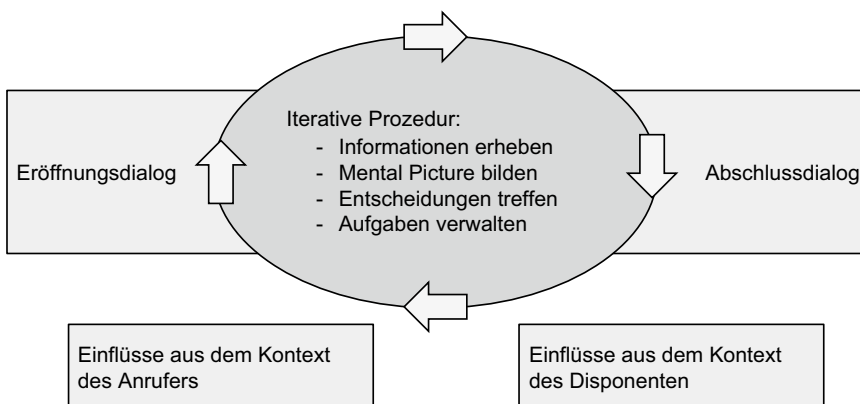 Iterative Prozedur:
- Informationen erheben
- Mental Picture bilden
- Entscheidungen treffen
- Aufgaben verwalten
Eröffnungsdialog
Abschlussdialog
Einflüsse aus dem Kontext
des Anrufers
Einflüsse aus dem Kontext
des Disponenten